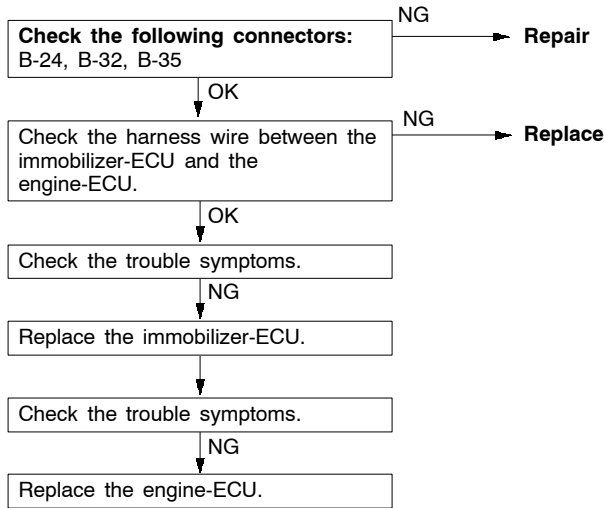 NG
Check the following connectors:
Repair
B-24, B-32, B-35
OK
NG
Check the harness wire between the
Replace
immobilizer-ECU and the
engine-ECU.
OK
Check the trouble symptoms.
NG
Replace the immobilizer-ECU.
Check the trouble symptoms.
NG
Replace the engine-ECU.